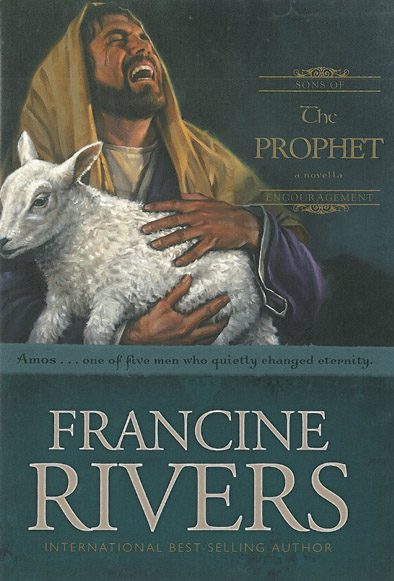 SONS OF
The
PROPHET
a novella
ENCOURAGEMENT
Amos . . . one of five men who quietly changed eternity.
FRANCINE
RIVERS
INTERNATIONAL BEST-SELLING AUTHOR